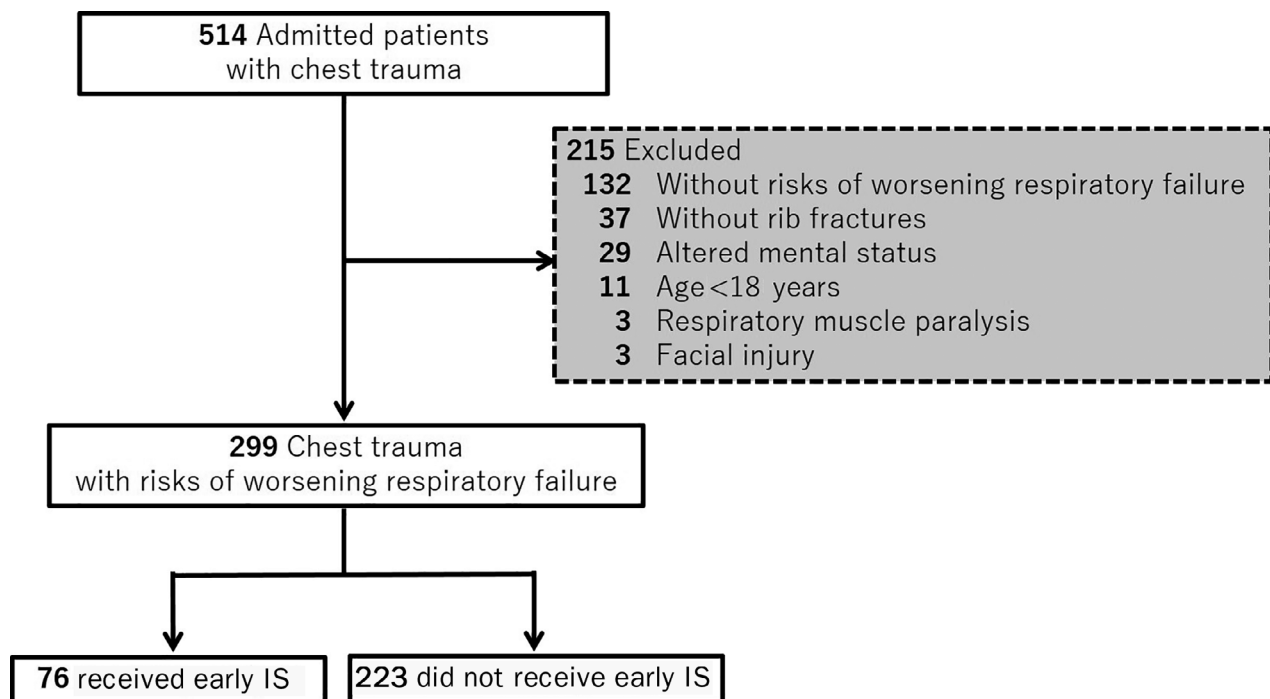 514 Admitted patients
with chest trauma
215 Excluded
132 Without risks of worsening respiratory failure
37 Without rib fractures
29 Altered mental status
11 Age<18 years
3 Respiratory muscle paralysis
3 Facial injury
299 Chest trauma
with risks of worsening respiratory failure
76 received early IS
223 did not receive early IS